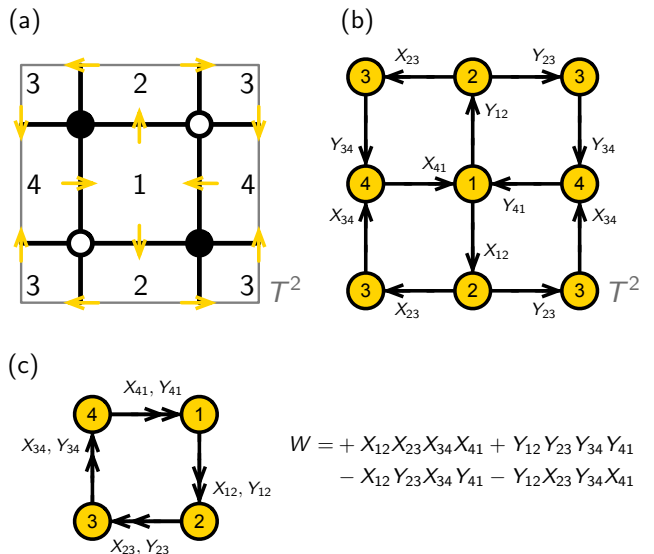 (a)
3 2 3
4 1 4
3 2 3
T²
(b)
X₂₃ Y₂₃
3 2 3
Y₁₂
Y₃₄ Y₃₄
X₄₁
4 1 4
X₃₄ Y₄₁ X₃₄
X₁₂
3 2 3
X₂₃ Y₂₃
T²
(c)
X₄₁, Y₄₁
4 1
X₃₄, Y₃₄
X₁₂, Y₁₂
3 2
X₂₃, Y₂₃
W = + X₁₂X₂₃X₃₄X₄₁ + Y₁₂Y₂₃Y₃₄Y₄₁
− X₁₂Y₂₃X₃₄Y₄₁ − Y₁₂X₂₃Y₃₄X₄₁